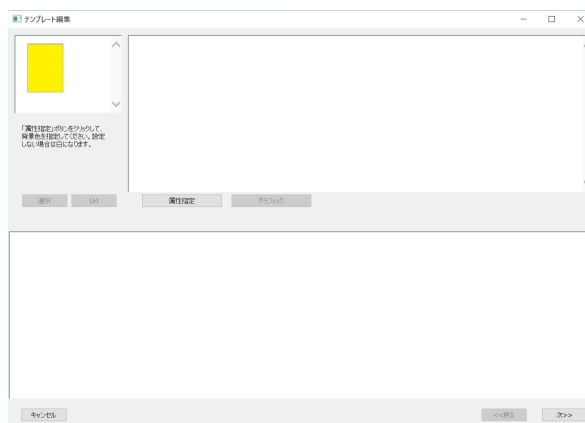 テンプレート編集
「属性指定」ボタンをクリックして、
背景色を指定してください。設定
しない場合は白になります。
選択 Url 属性指定 グラフィック
キャンセル <<戻る 次>>